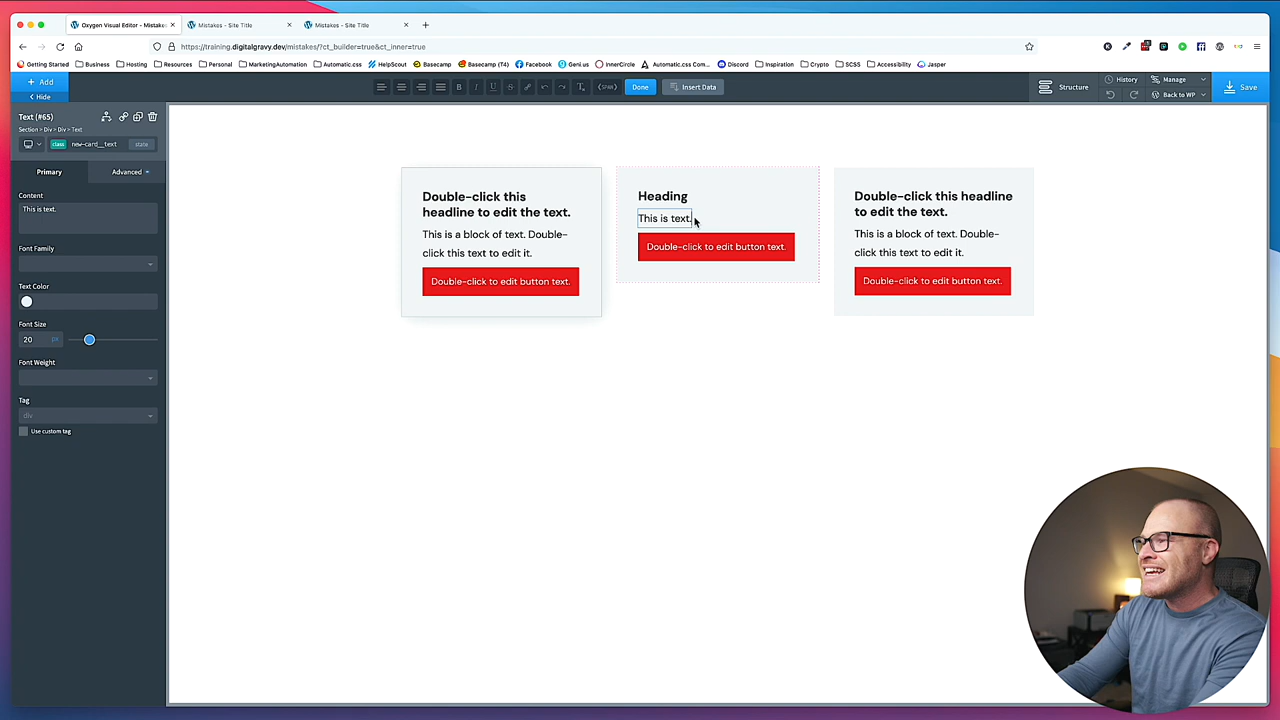 Oxygen Visual Editor - Mistake
Mistakes - Site Title
Mistakes - Site Title
https://training.digitalgravy.dev/mistakes/?ct_builder=true&ct_inner=true
Getting Started
Business
Hosting
Resources
Personal
MarketingAutomation
Automatic.css
HelpScout
Basecamp
Basecamp (T4)
Facebook
Geni.us
InnerCircle
Automatic.css Com...
Discord
Inspiration
Crypto
SCSS
Accessibility
Jasper
+ Add
< Hide
B
I
U
S
(SPAN)
Done
Insert Data
Structure
History
Manage
Back to WP
Save
Text (#65)
Section > Div > Div > Text
class
new-card__text
state
Primary
Advanced
Content
This is text.
Font Family
Text Color
Font Size
20
px
Font Weight
Tag
div
Use custom tag
Double-click this
headline to edit the text.
This is a block of text. Double-
click this text to edit it.
Double-click to edit button text.
Heading
This is text.
Double-click to edit button text.
Double-click this headline
to edit the text.
This is a block of text. Double-
click this text to edit it.
Double-click to edit button text.